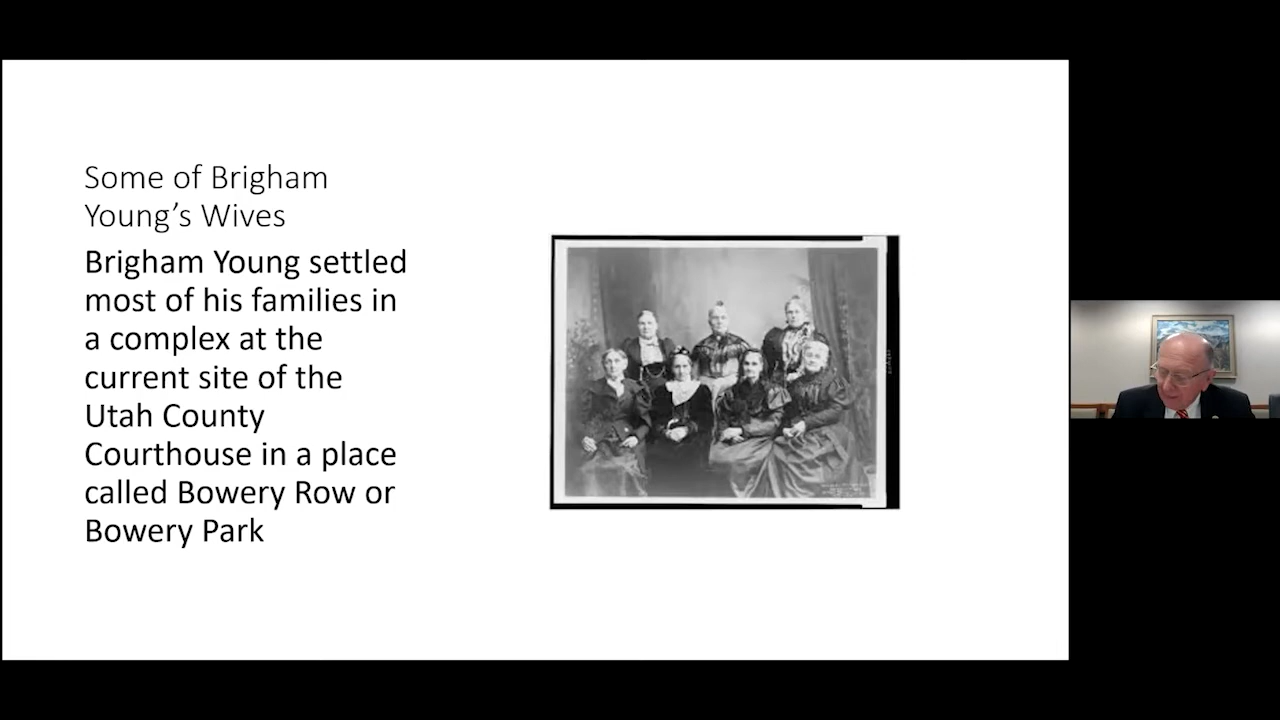 Some of Brigham
Young’s Wives
Brigham Young settled
most of his families in
a complex at the
current site of the
Utah County
Courthouse in a place
called Bowery Row or
Bowery Park